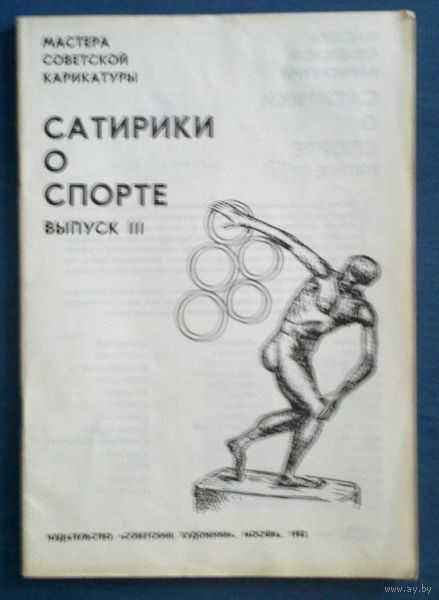 МАСТЕРА
СОВЕТСКОЙ
КАРИКАТУРЫ
САТИРИКИ
О
СПОРТЕ
ВЫПУСК III
ИЗДАТЕЛЬСТВО «СОВЕТСКИЙ ХУДОЖНИК», МОСКВА,
www.ay.by